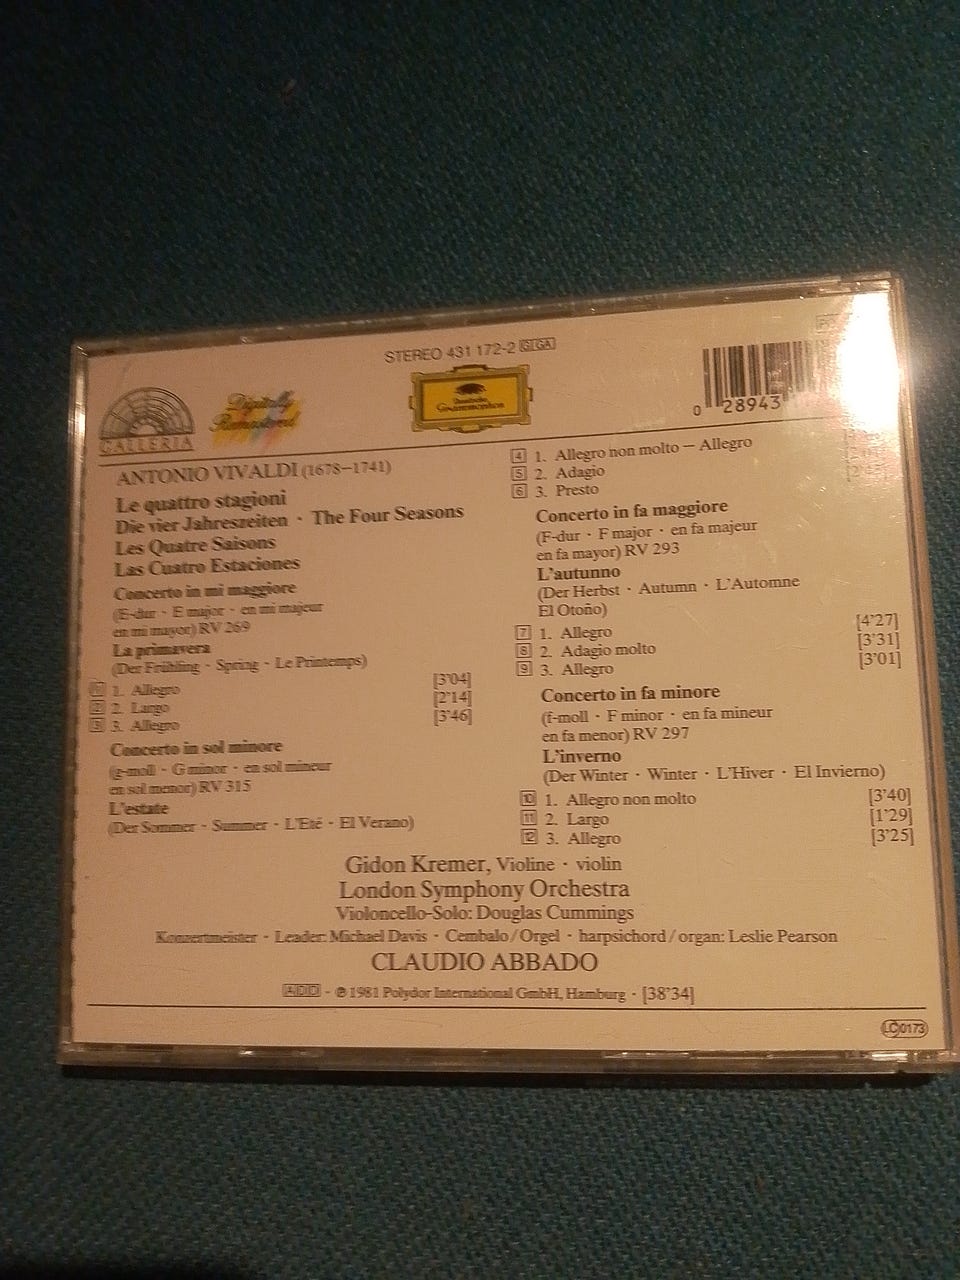 STEREO 431 172-2 GGA
GALLERIA
Digitally
Remastered
Deutsche
Grammophon
0 28943
ANTONIO VIVALDI (1678–1741)
Le quattro stagioni
Die vier Jahreszeiten · The Four Seasons
Les Quatre Saisons
Las Cuatro Estaciones
Concerto in mi maggiore
(E-dur · E major · en mi majeur
en mi mayor) RV 269
La primavera
(Der Frühling · Spring · Le Printemps)
1 1. Allegro [3'04]
2 2. Largo [2'14]
3 3. Allegro [3'46]
Concerto in sol minore
(g-moll · G minor · en sol mineur
en sol menor) RV 315
L'estate
(Der Sommer · Summer · L'Eté · El Verano)
4 1. Allegro non molto – Allegro
5 2. Adagio
6 3. Presto
Concerto in fa maggiore
(F-dur · F major · en fa majeur
en fa mayor) RV 293
L'autunno
(Der Herbst · Autumn · L'Automne
El Otoño)
7 1. Allegro [4'27]
8 2. Adagio molto [3'31]
9 3. Allegro [3'01]
Concerto in fa minore
(f-moll · F minor · en fa mineur
en fa menor) RV 297
L'inverno
(Der Winter · Winter · L'Hiver · El Invierno)
10 1. Allegro non molto [3'40]
11 2. Largo [1'29]
12 3. Allegro [3'25]
Gidon Kremer, Violine · violin
London Symphony Orchestra
Violoncello-Solo: Douglas Cummings
Konzertmeister · Leader: Michael Davis · Cembalo/Orgel · harpsichord/organ: Leslie Pearson
CLAUDIO ABBADO
ADD · ℗ 1981 Polydor International GmbH, Hamburg · [38'34]
LC 0173